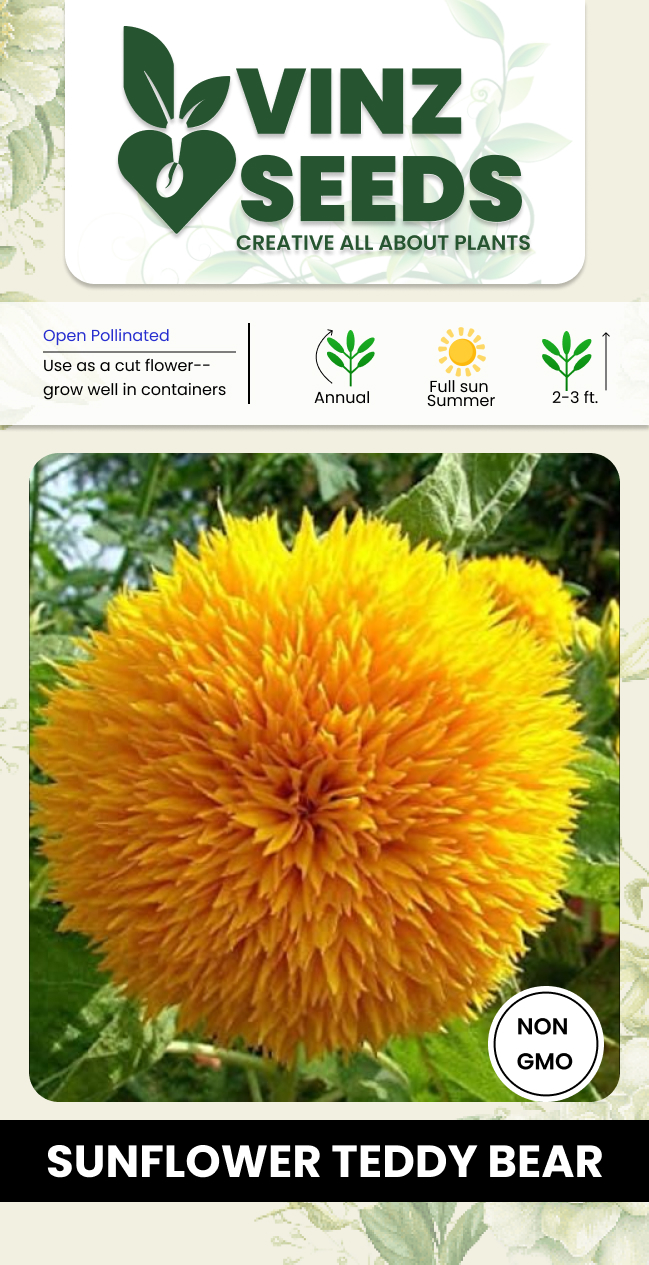 VINZ
SEEDS
CREATIVE ALL ABOUT PLANTS
Open Pollinated
Use as a cut flower--
grow well in containers
Annual
Full sun
Summer
2-3 ft.
NON
GMO
SUNFLOWER TEDDY BEAR